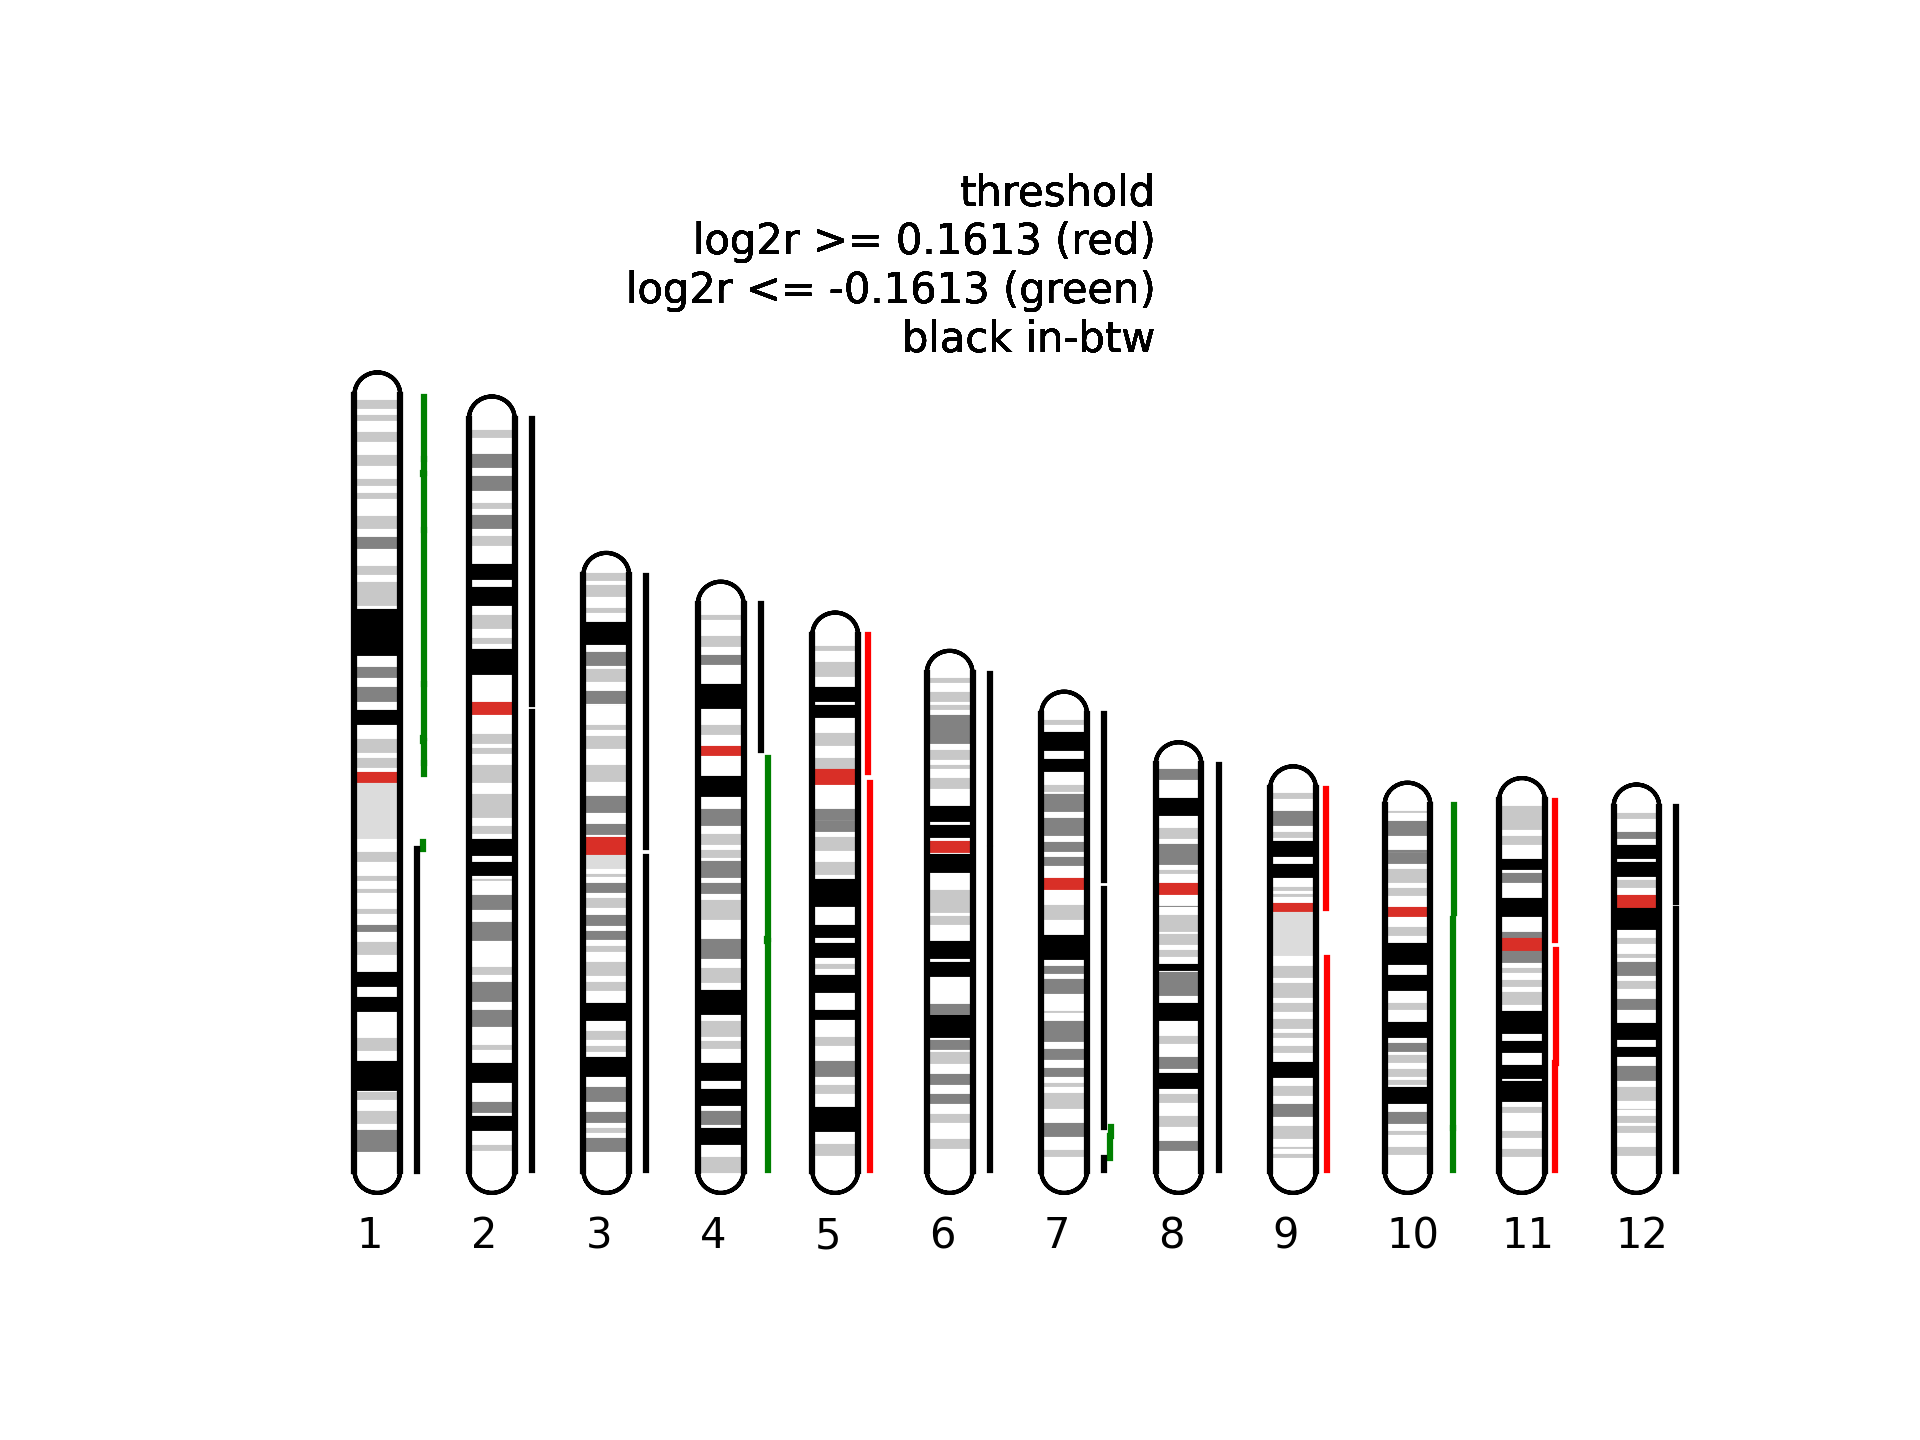 threshold
log2r >= 0.1613 (red)
log2r <= -0.1613 (green)
black in-btw
1 2 3 4 5 6 7 8 9 10 11 12